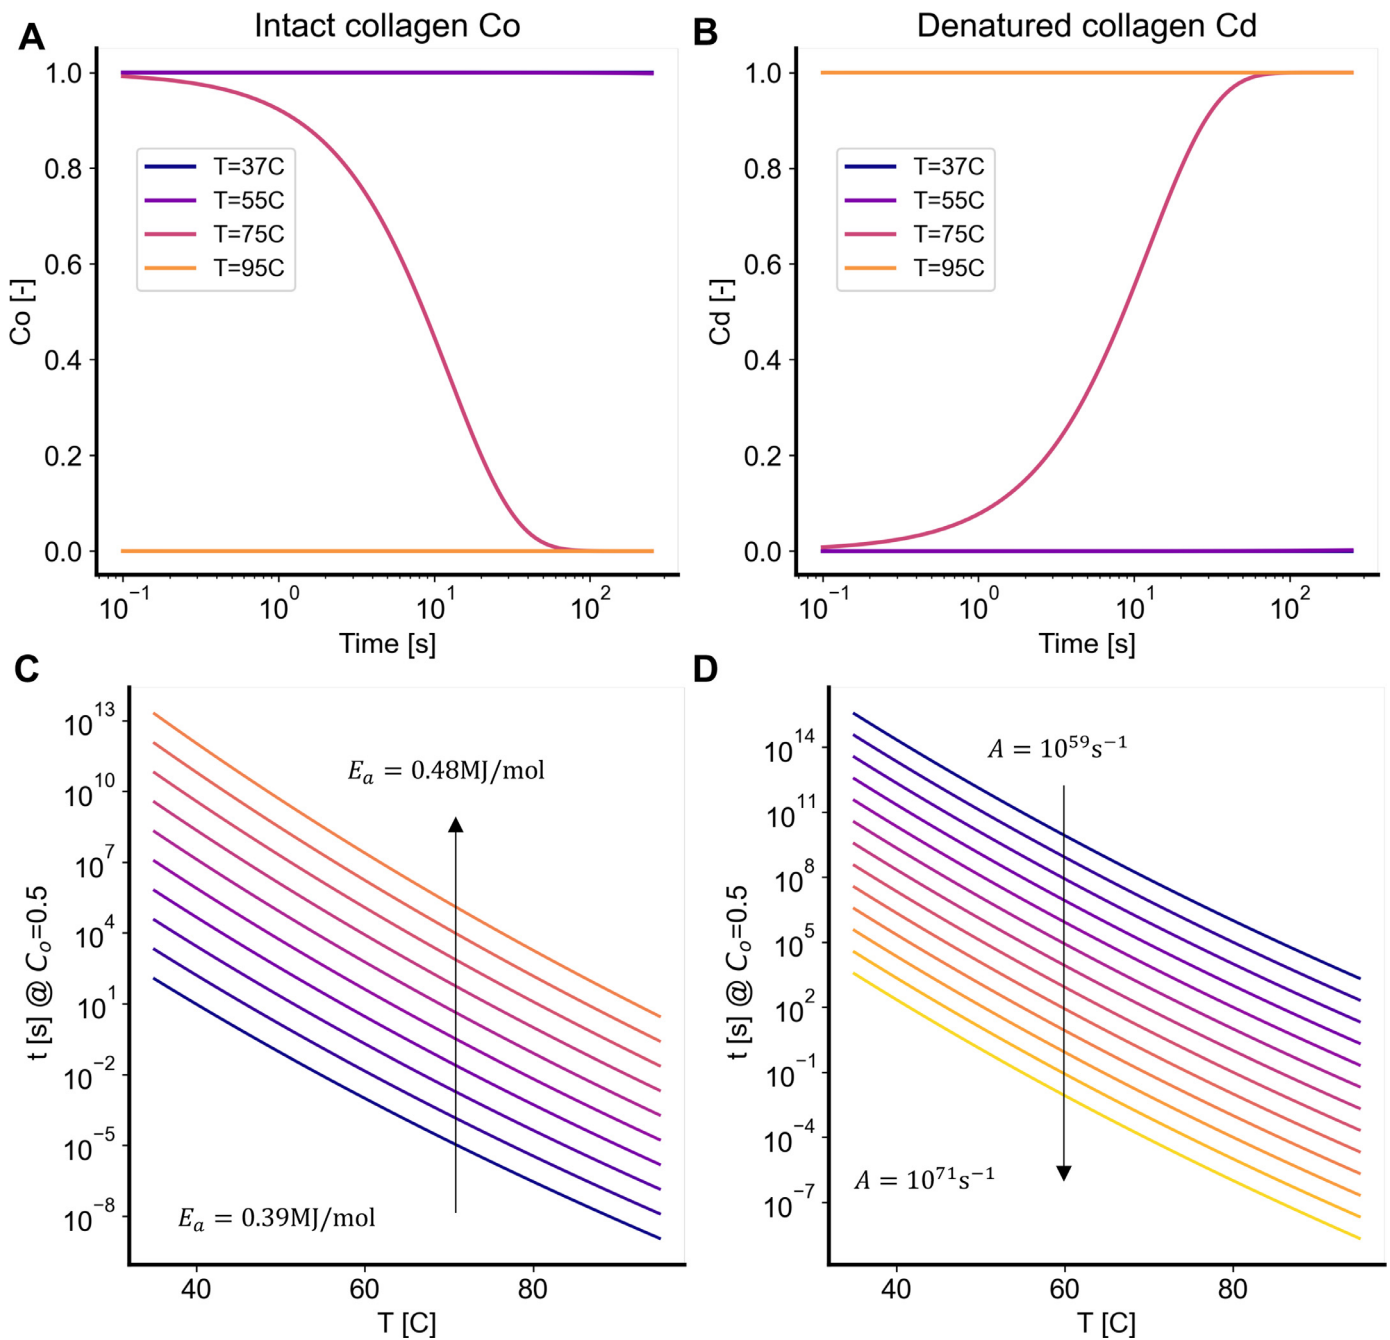 A
Intact collagen Co
Co [-]
1.0
0.8
0.6
0.4
0.2
0.0
T=37C
T=55C
T=75C
T=95C
10⁻¹
10⁰
10¹
10²
Time [s]
B
Denatured collagen Cd
Cd [-]
1.0
0.8
0.6
0.4
0.2
0.0
T=37C
T=55C
T=75C
T=95C
10⁻¹
10⁰
10¹
10²
Time [s]
C
t [s] @ Cₒ=0.5
10¹³
10¹⁰
10⁷
10⁴
10¹
10⁻²
10⁻⁵
10⁻⁸
Eₐ = 0.48MJ/mol
Eₐ = 0.39MJ/mol
40
60
80
T [C]
D
t [s] @ Cₒ=0.5
10¹⁴
10¹¹
10⁸
10⁵
10²
10⁻¹
10⁻⁴
10⁻⁷
A = 10⁵⁹s⁻¹
A = 10⁷¹s⁻¹
40
60
80
T [C]